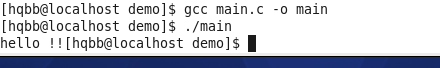 [hqbb@localhost demo]$ gcc main.c -o main
[hqbb@localhost demo]$ ./main
hello !![hqbb@localhost demo]$